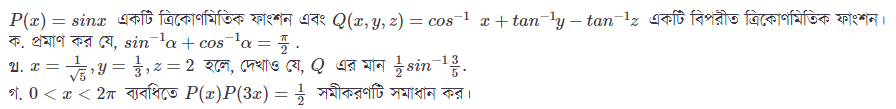 P(x) = sinx একটি ত্রিকোণমিতিক ফাংশন এবং Q(x, y, z) = cos⁻¹ x + tan⁻¹y − tan⁻¹z একটি বিপরীত ত্রিকোণমিতিক ফাংশন।
ক. প্রমাণ কর যে, sin⁻¹α + cos⁻¹α = π/2 .
খ. x = 1/√5, y = 1/3, z = 2 হলে, দেখাও যে, Q এর মান 1/2 sin⁻¹ 3/5.
গ. 0 < x < 2π ব্যবধিতে P(x)P(3x) = 1/2 সমীকরণটি সমাধান কর।